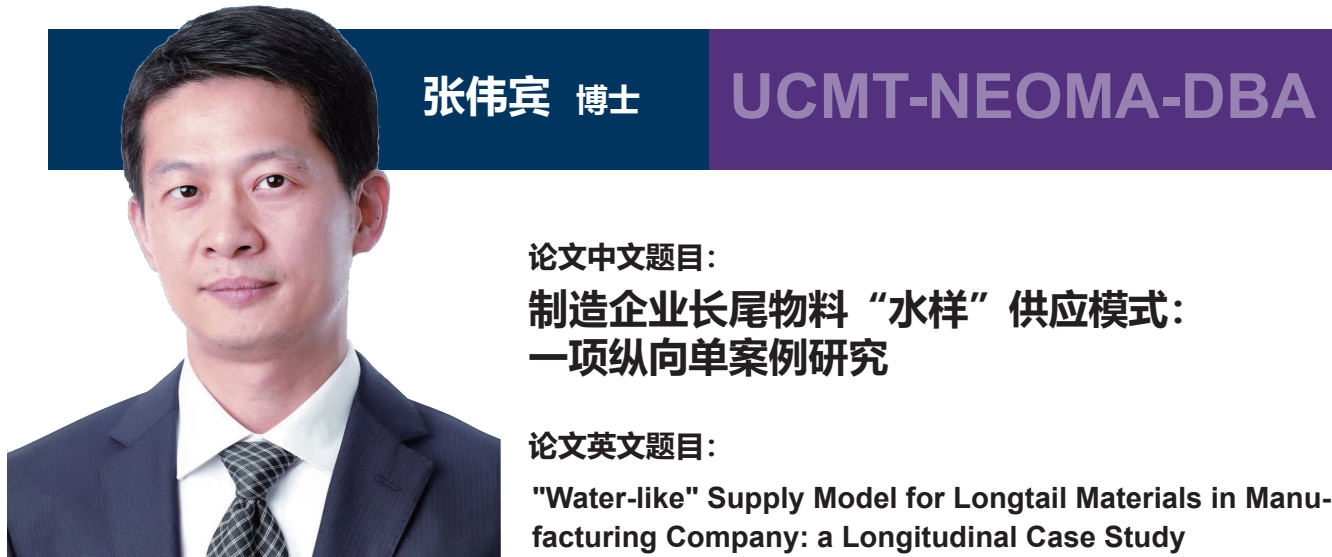 张伟宾 博士
UCMT-NEOMA-DBA
论文中文题目：
制造企业长尾物料“水样”供应模式：
一项纵向单案例研究
论文英文题目：
"Water-like" Supply Model for Longtail Materials in Manu-
facturing Company: a Longitudinal Case Study